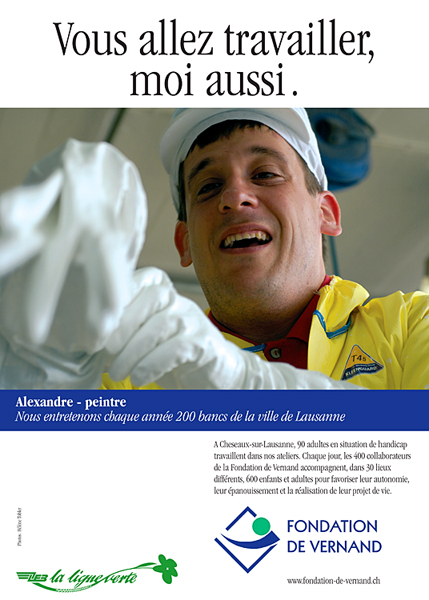 Vous allez travailler,
moi aussi.
T4B
Alexandre - peintre
Nous entretenons chaque année 200 bancs de la ville de Lausanne
A Cheseaux-sur-Lausanne, 90 adultes en situation de handicap
travaillent dans nos ateliers. Chaque jour, les 400 collaborateurs
de la Fondation de Vernand accompagnent, dans 30 lieux
différents, 600 enfants et adultes pour favoriser leur autonomie,
leur épanouissement et la réalisation de leur projet de vie.
FONDATION
DE VERNAND
www.fondation-de-vernand.ch
LEB la ligne verte